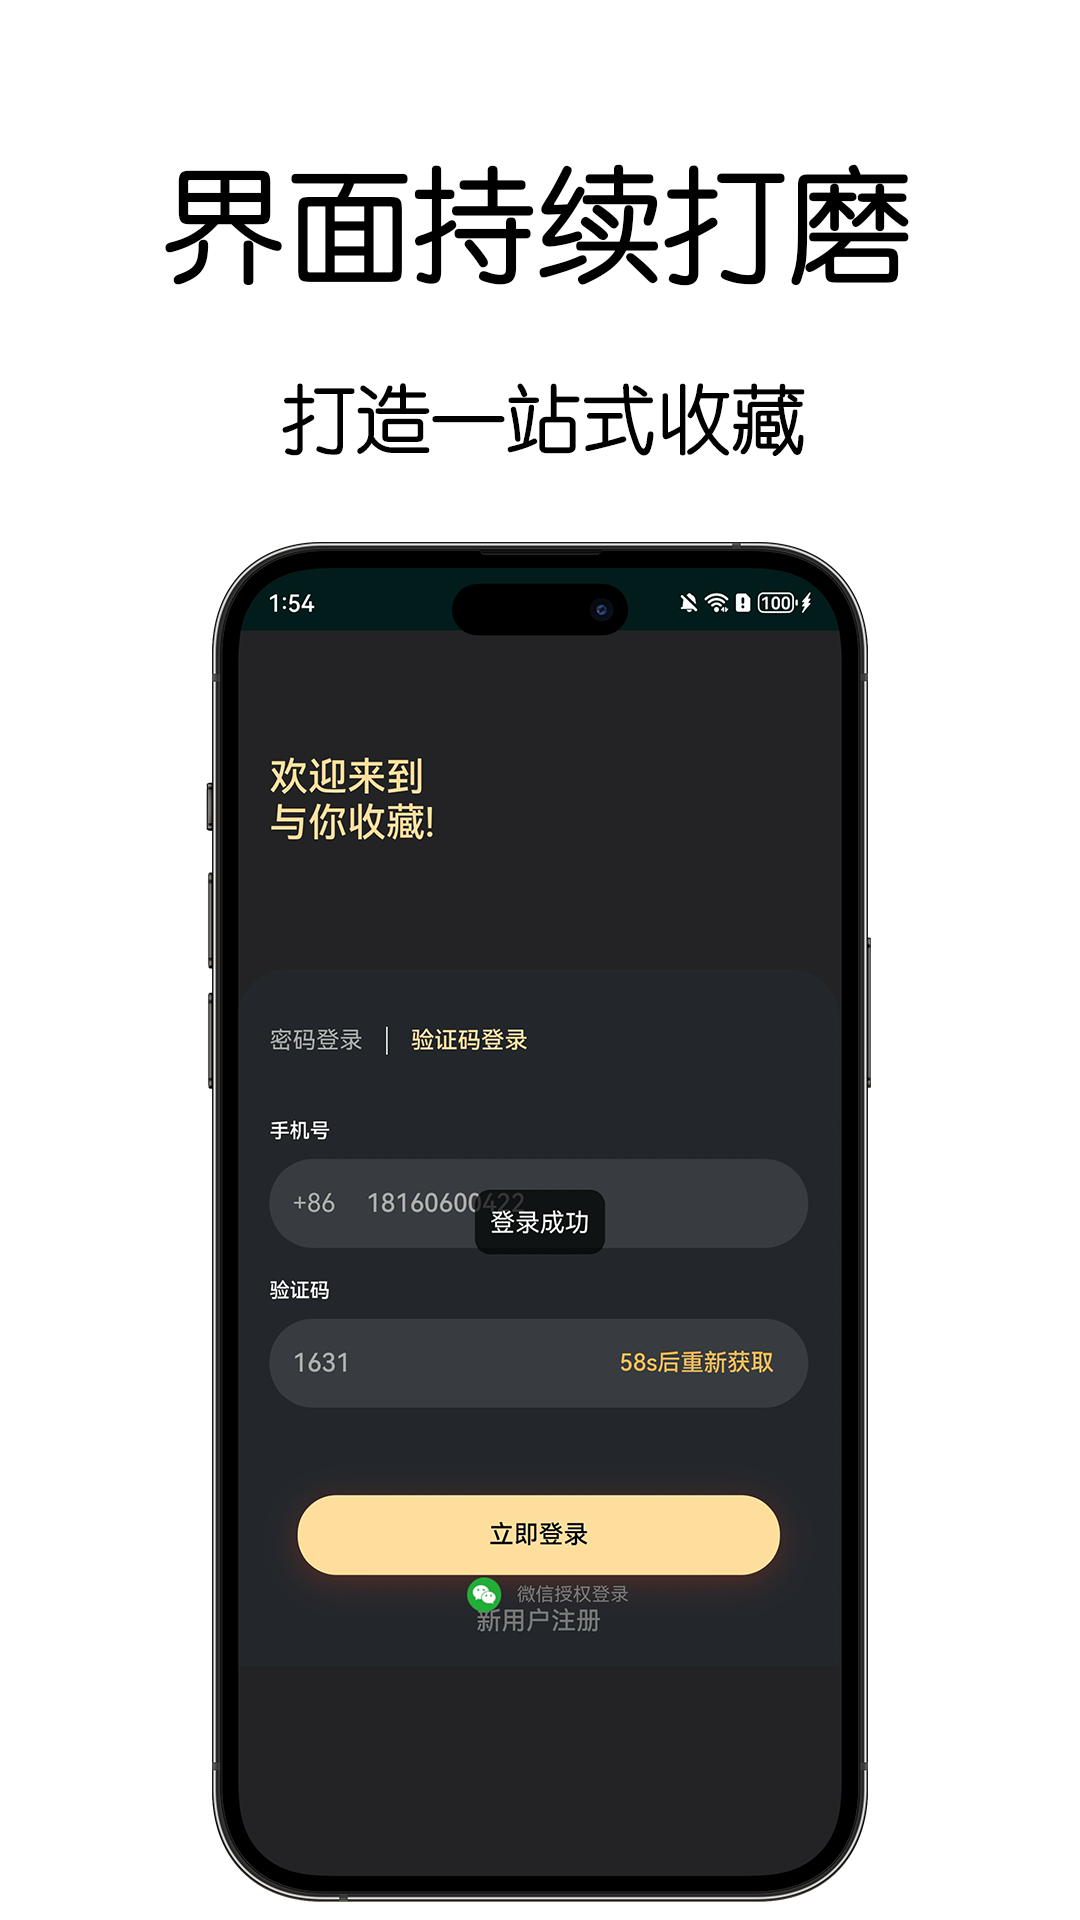 界面持续打磨
打造一站式收藏
1:54
100
欢迎来到
与你收藏!
密码登录 | 验证码登录
手机号
+86 18160600422
登录成功
验证码
1631 58s后重新获取
立即登录
微信授权登录
新用户注册